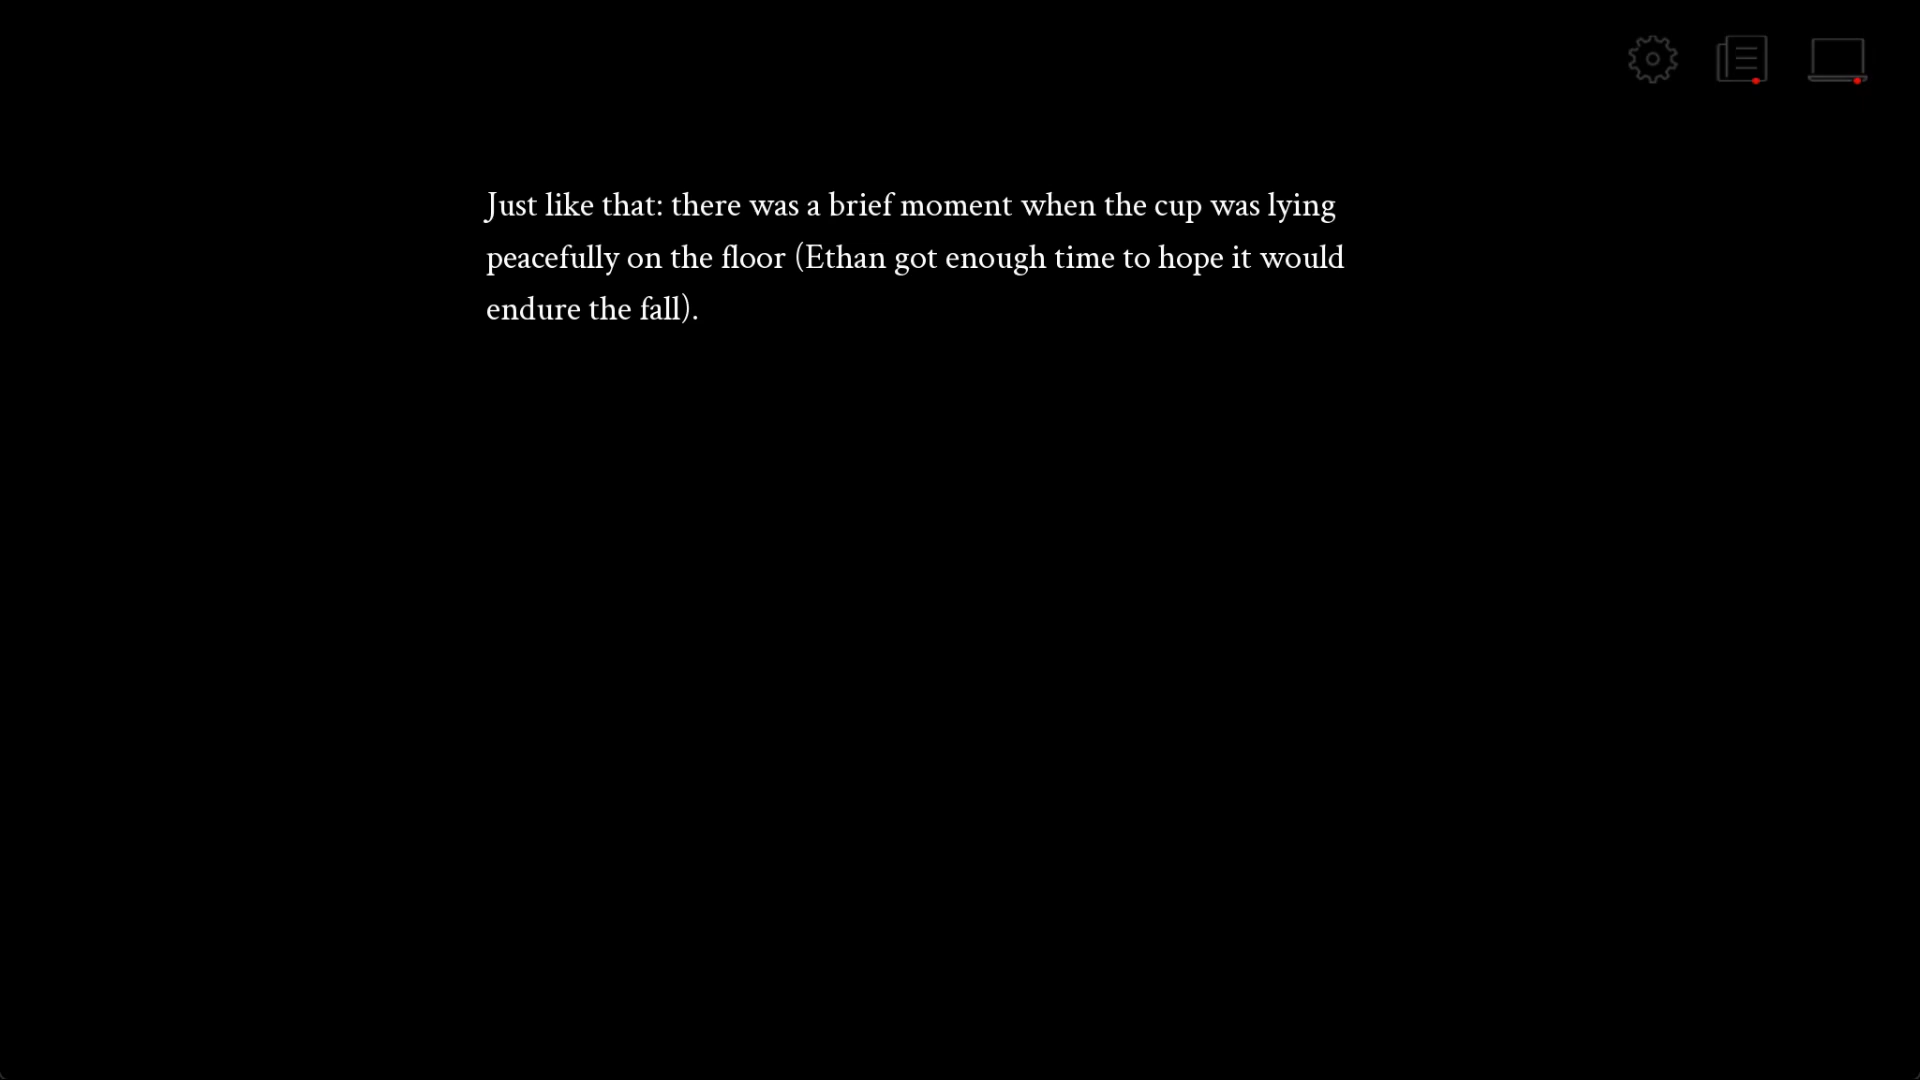 Just like that: there was a brief moment when the cup was lying
peacefully on the floor (Ethan got enough time to hope it would
endure the fall).